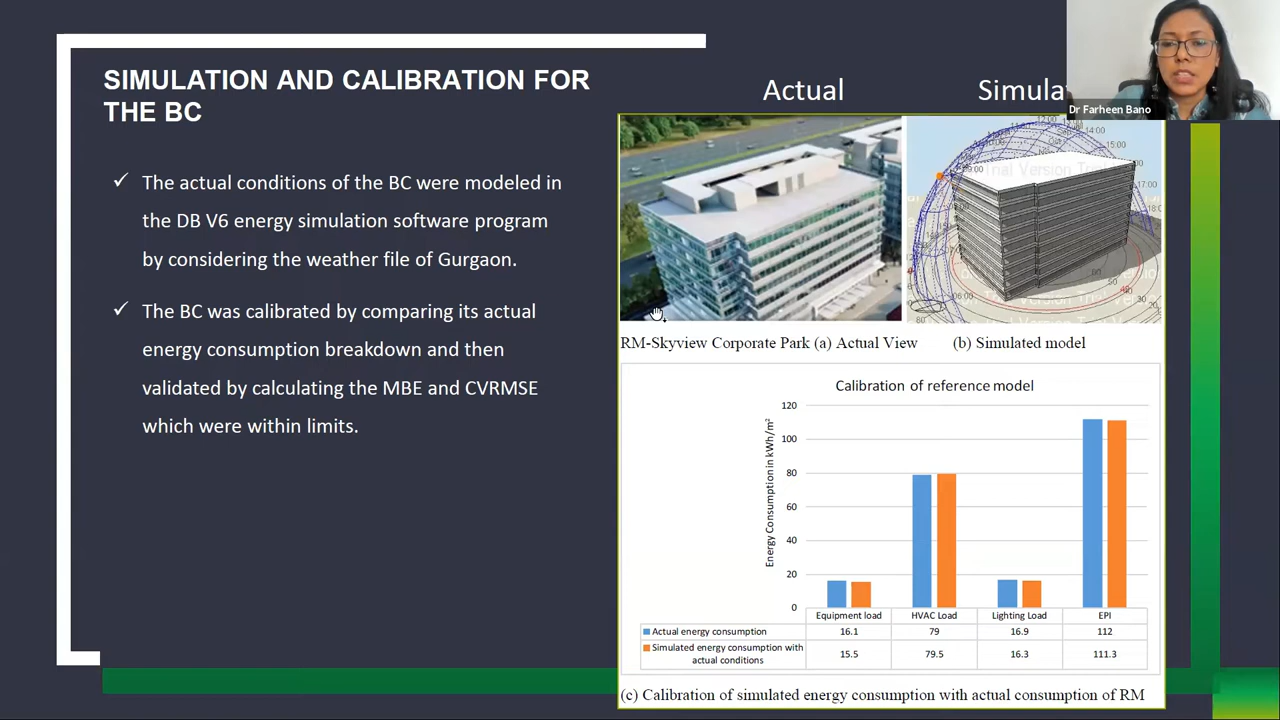 SIMULATION AND CALIBRATION FOR
THE BC
✓ The actual conditions of the BC were modeled in
the DB V6 energy simulation software program
by considering the weather file of Gurgaon.
✓ The BC was calibrated by comparing its actual
energy consumption breakdown and then
validated by calculating the MBE and CVRMSE
which were within limits.
Actual
Simula
Dr Farheen Bano
RM-Skyview Corporate Park (a) Actual View
(b) Simulated model
Calibration of reference model
Energy Consumption in kWh/m²
120
100
80
60
40
20
0
Equipment load HVAC Load Lighting Load EPI
Actual energy consumption 16.1 79 16.9 112
Simulated energy consumption with
actual conditions 15.5 79.5 16.3 111.3
(c) Calibration of simulated energy consumption with actual consumption of RM